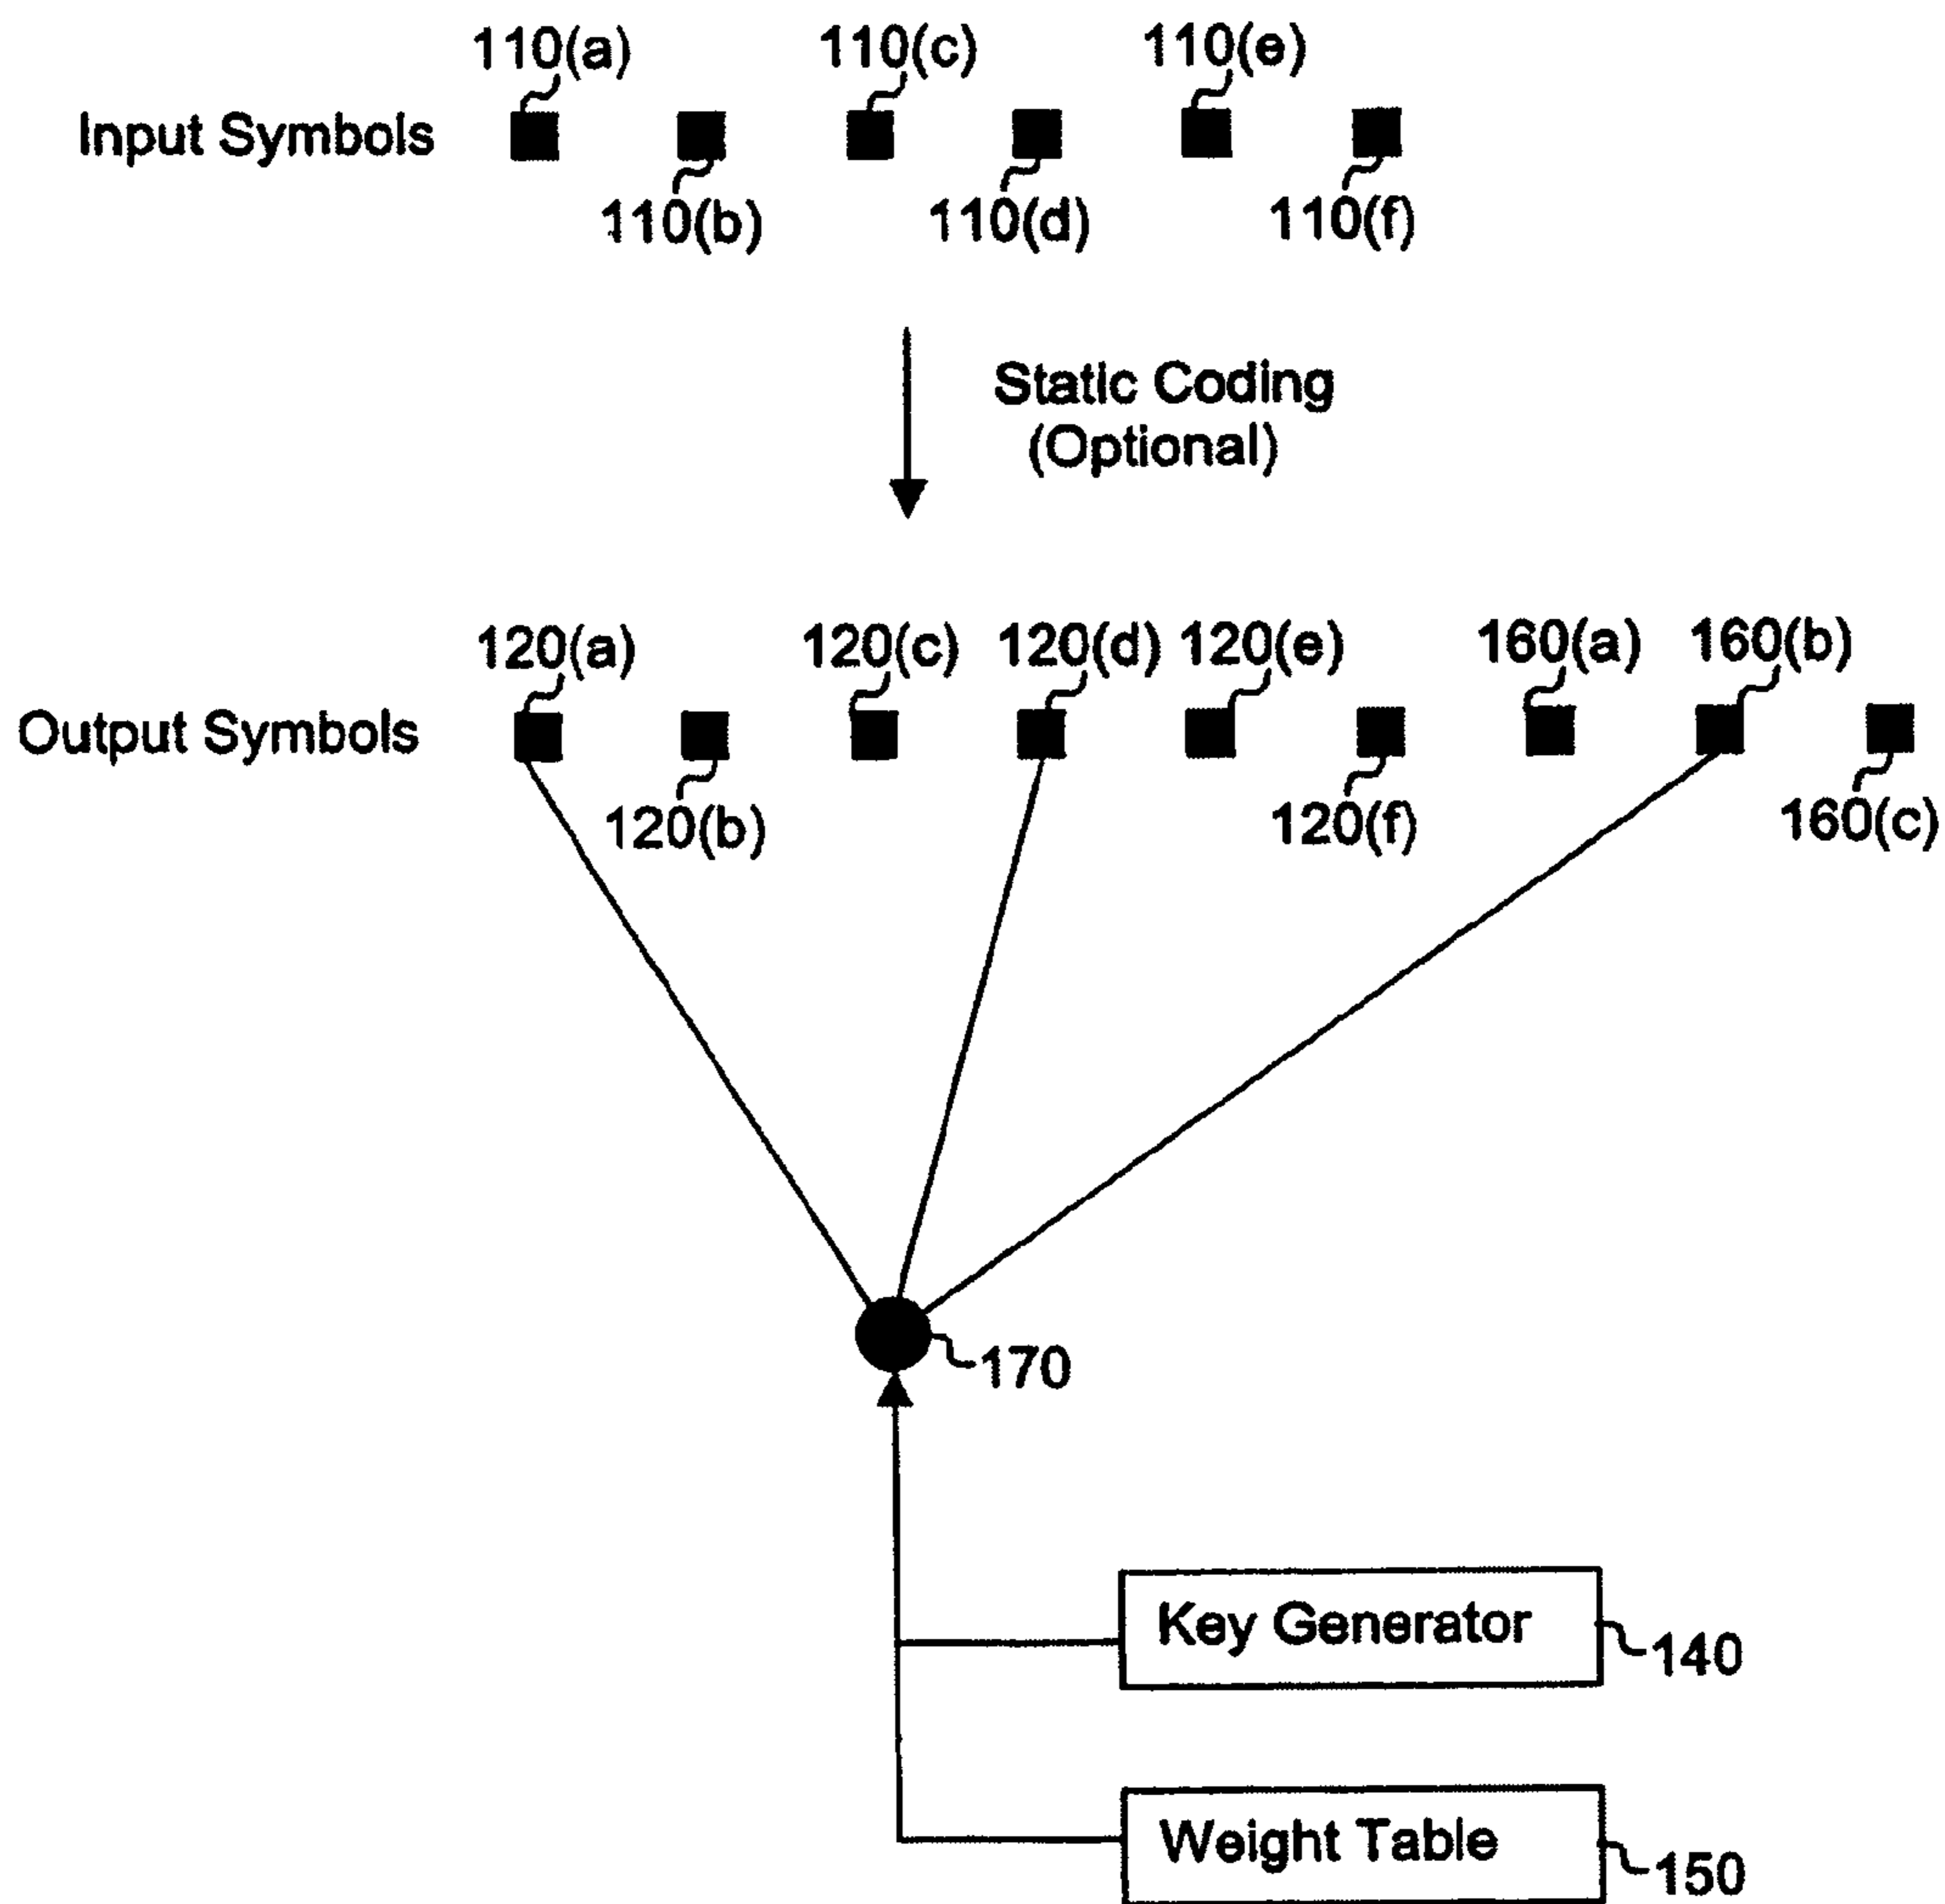 110(a) 110(c) 110(e)
Input Symbols
110(b) 110(d) 110(f)
Static Coding
(Optional)
120(a) 120(c) 120(d) 120(e) 160(a) 160(b)
Output Symbols
120(b) 120(f) 160(c)
170
Key Generator
140
Weight Table
150